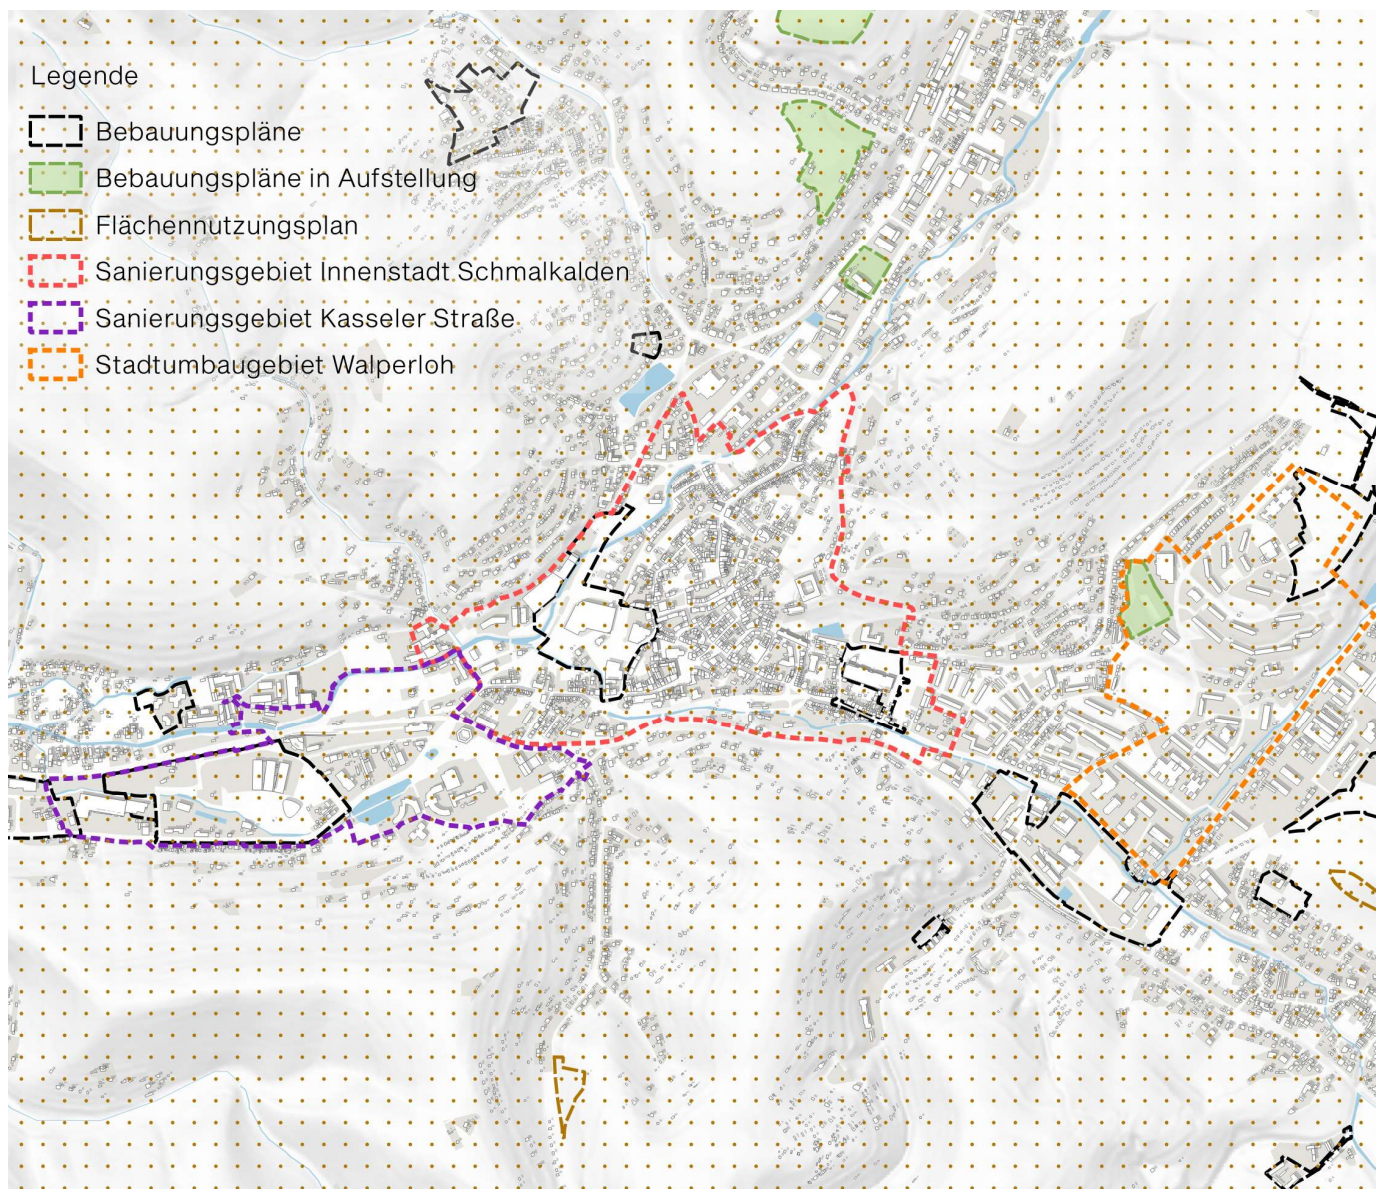 Legende
Bebauungspläne
Bebauungspläne in Aufstellung
Flächennutzungsplan
Sanierungsgebiet Innenstadt Schmalkalden
Sanierungsgebiet Kasseler Straße
Stadtumbaugebiet Walperloh